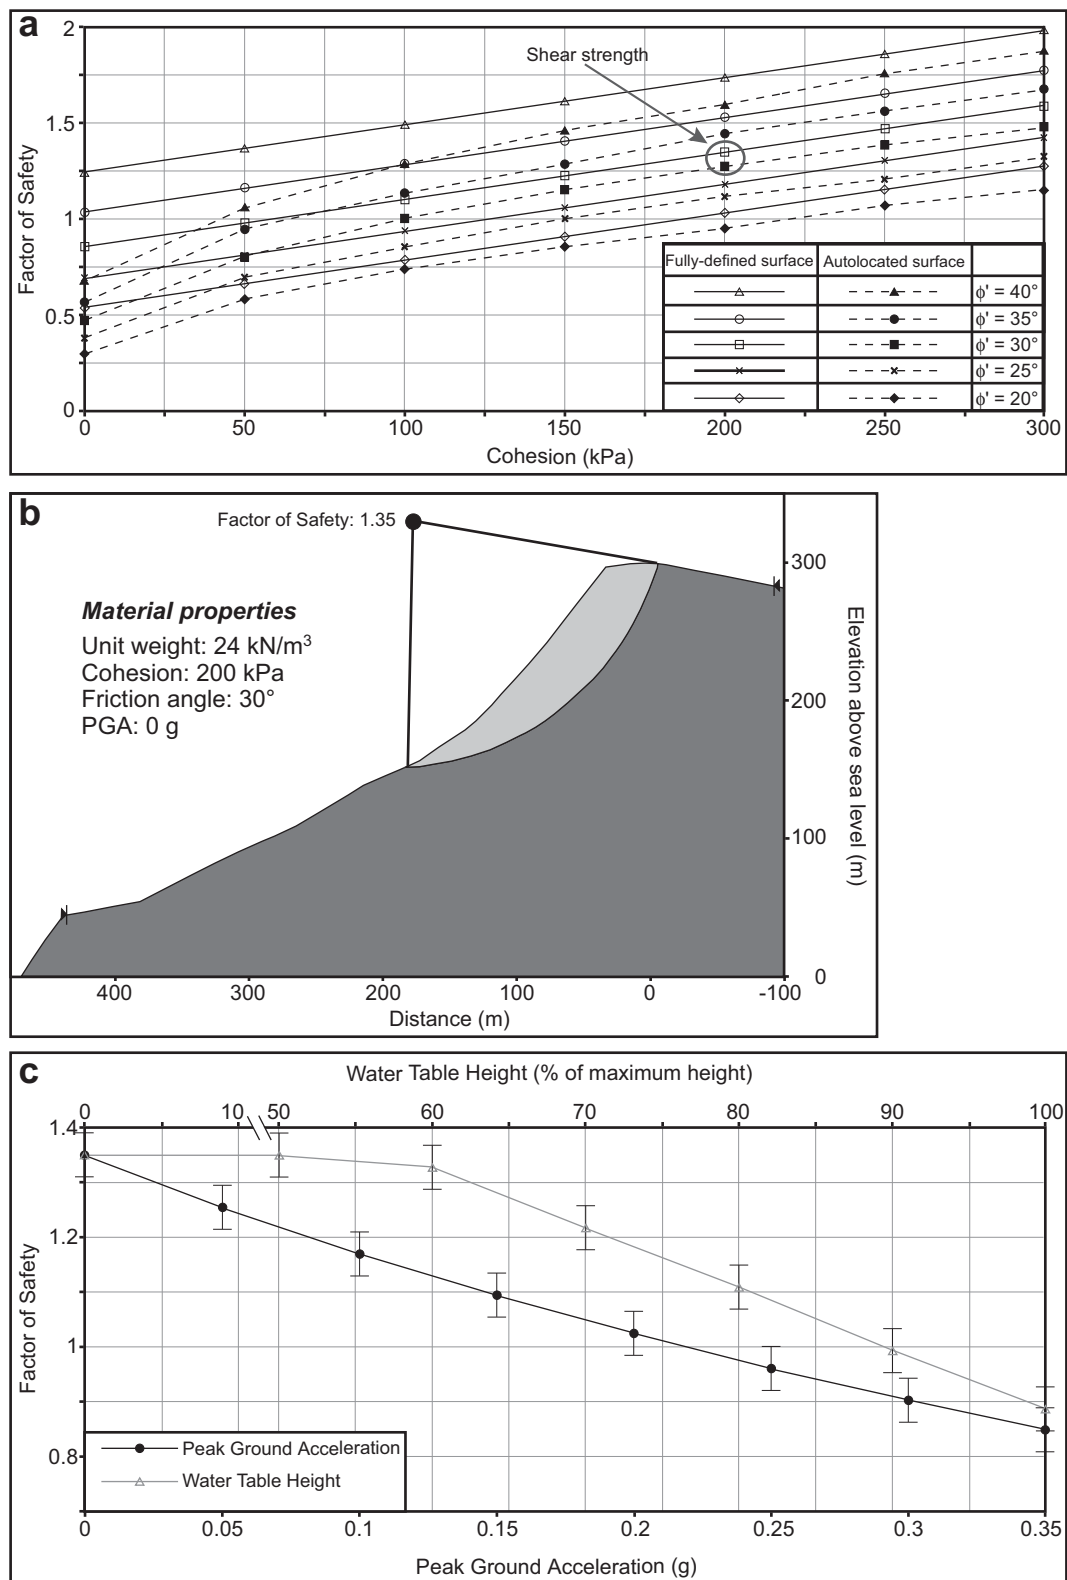 a
2
1.5
1
0.5
0
Factor of Safety
Shear strength
Fully-defined surface Autolocated surface
ϕ' = 40°
ϕ' = 35°
ϕ' = 30°
ϕ' = 25°
ϕ' = 20°
0 50 100 150 200 250 300
Cohesion (kPa)
b
Factor of Safety: 1.35
Material properties
Unit weight: 24 kN/m³
Cohesion: 200 kPa
Friction angle: 30°
PGA: 0 g
300
200
100
0
Elevation above sea level (m)
400 300 200 100 0 -100
Distance (m)
c
Water Table Height (% of maximum height)
0 10 50 60 70 80 90 100
1.4
1.2
1
0.8
Factor of Safety
Peak Ground Acceleration
Water Table Height
0 0.05 0.1 0.15 0.2 0.25 0.3 0.35
Peak Ground Acceleration (g)